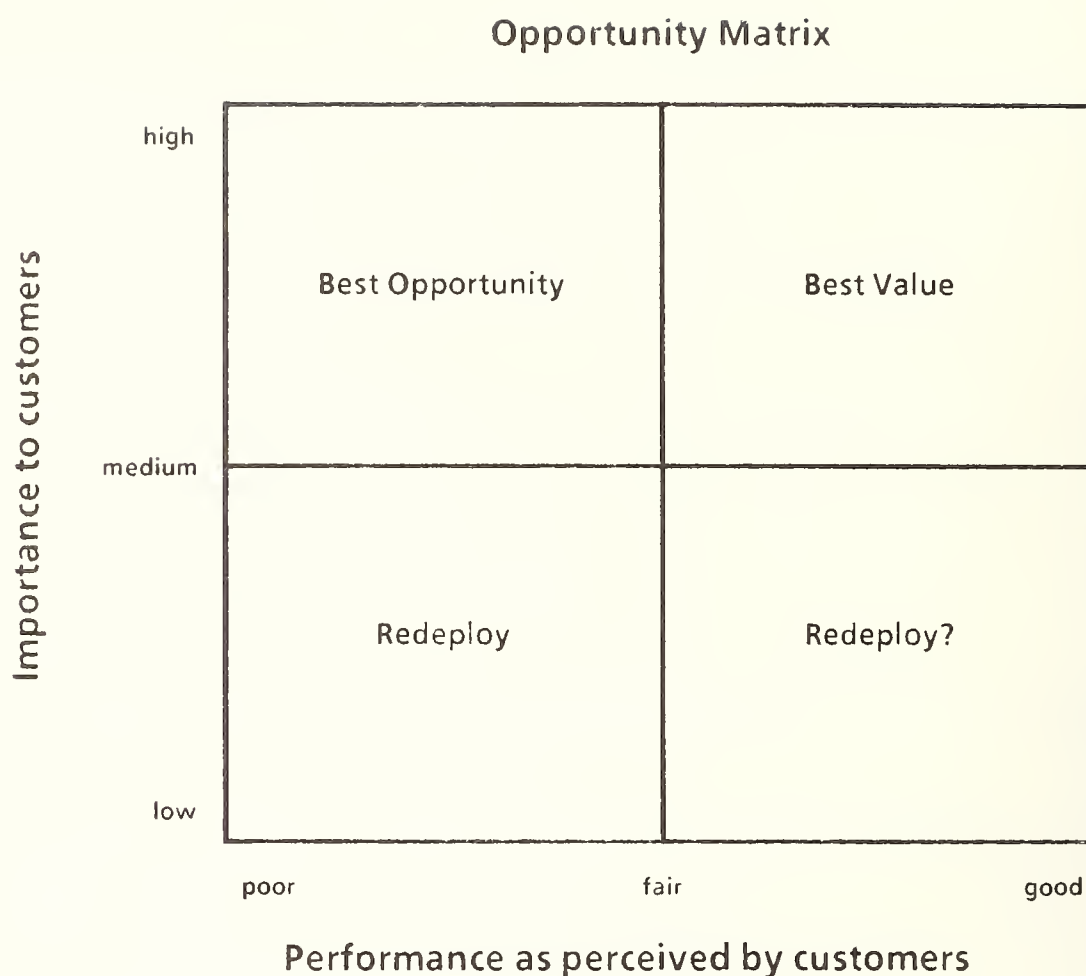 Opportunity Matrix
high
Best Opportunity
Best Value
Importance to customers
medium
Redeploy
Redeploy?
low
poor
fair
good
Performance as perceived by customers